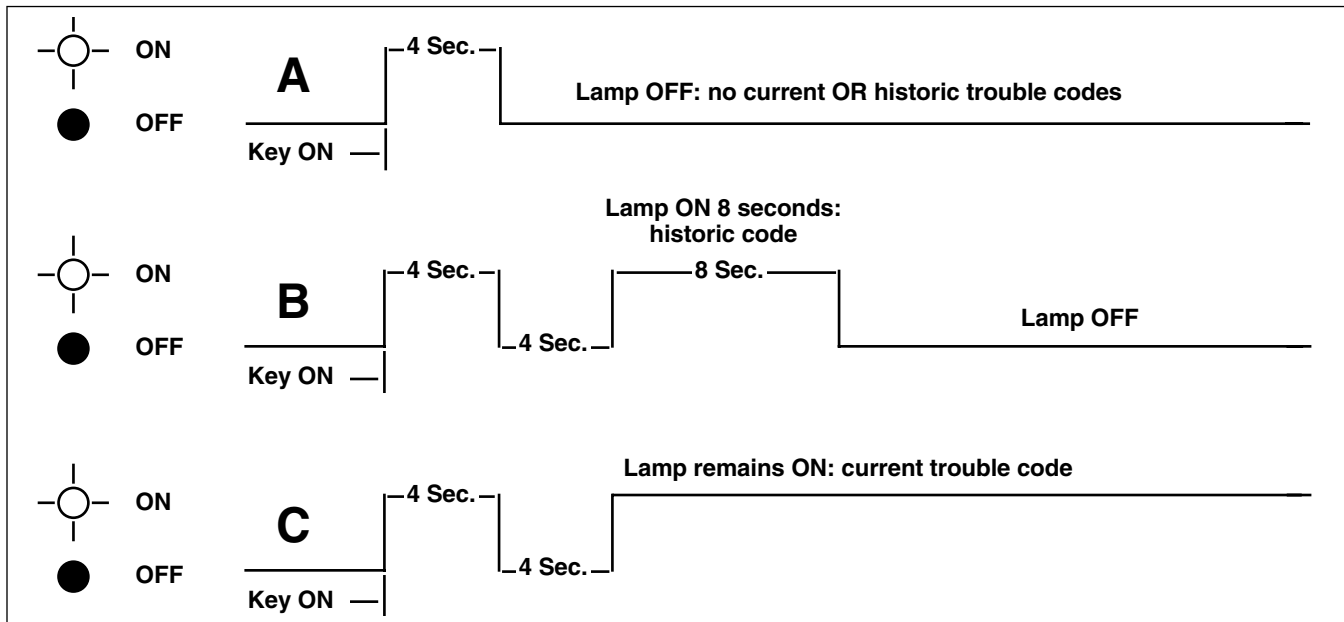 ON
4 Sec.
A
Lamp OFF: no current OR historic trouble codes
OFF
Key ON
Lamp ON 8 seconds:
historic code
ON
4 Sec.
8 Sec.
B
Lamp OFF
OFF
4 Sec.
Key ON
Lamp remains ON: current trouble code
ON
4 Sec.
C
OFF
4 Sec.
Key ON